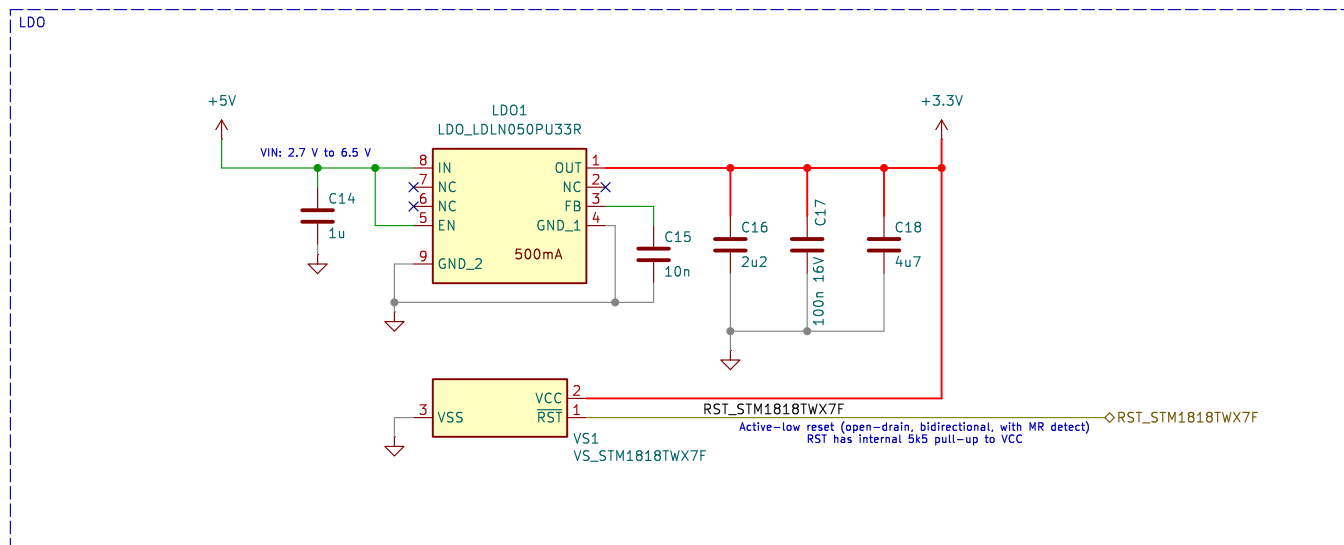 LDO
+5V
VIN: 2.7 V to 6.5 V
C14
1u
LDO1
LDO_LDLN050PU33R
8 IN
7 NC
6 NC
5 EN
9 GND_2
OUT 1
NC 2
FB 3
GND_1 4
500mA
C15
10n
+3.3V
C16
2u2
C17
100n 16V
C18
4u7
3 VSS
VCC 2
RST 1
VS1
VS_STM1818TWX7F
RST_STM1818TWX7F
RST_STM1818TWX7F
Active-low reset (open-drain, bidirectional, with MR detect)
RST has internal 5k5 pull-up to VCC